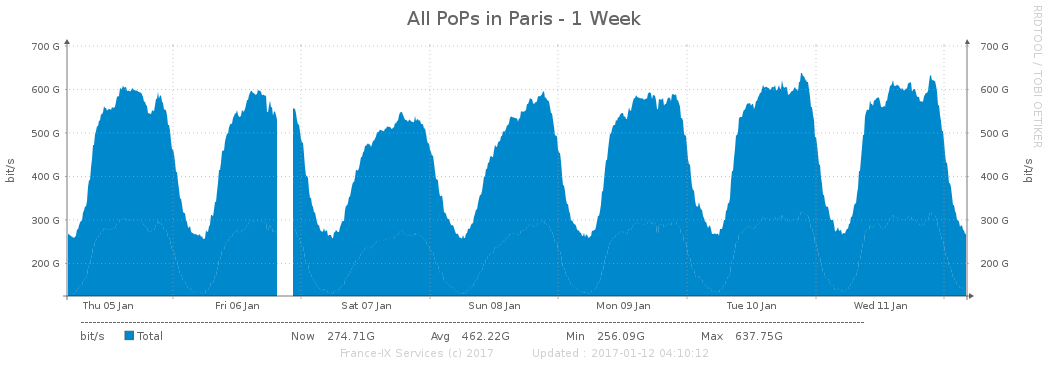 All PoPs in Paris - 1 Week
RRDTOOL / TOBI OETIKER
700 G 700 G
600 G 600 G
500 G 500 G
400 G 400 G
300 G 300 G
200 G 200 G
bit/s bit/s
Thu 05 Jan Fri 06 Jan Sat 07 Jan Sun 08 Jan Mon 09 Jan Tue 10 Jan Wed 11 Jan
bit/s Total Now 274.71G Avg 462.22G Min 256.09G Max 637.75G
France-IX Services (c) 2017 Updated : 2017-01-12 04:10:12